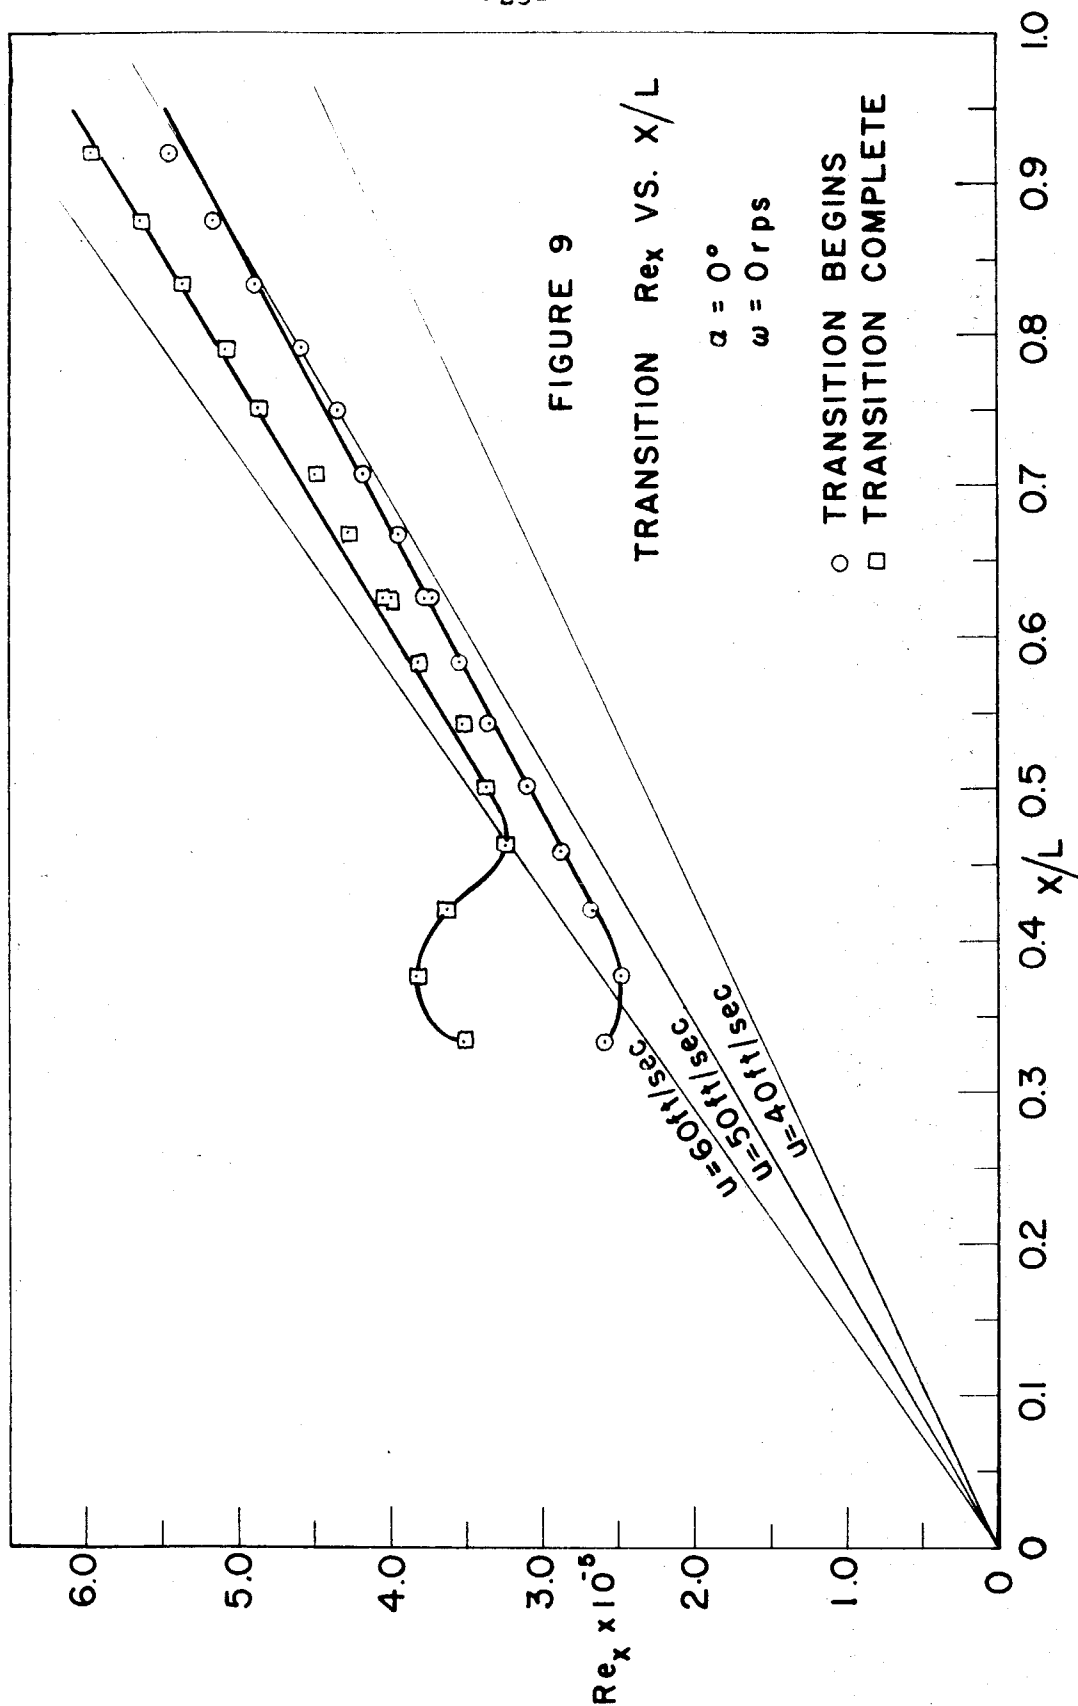 FIGURE 9
TRANSITION Reₓ VS. X/L
α = 0°
ω = 0 rps
○ TRANSITION BEGINS
□ TRANSITION COMPLETE
u=60ft/sec
u=50ft/sec
u=40ft/sec
Reₓ x10⁻⁵
6.0
5.0
4.0
3.0
2.0
1.0
0
0 0.1 0.2 0.3 0.4 0.5 0.6 0.7 0.8 0.9 1.0
X/L